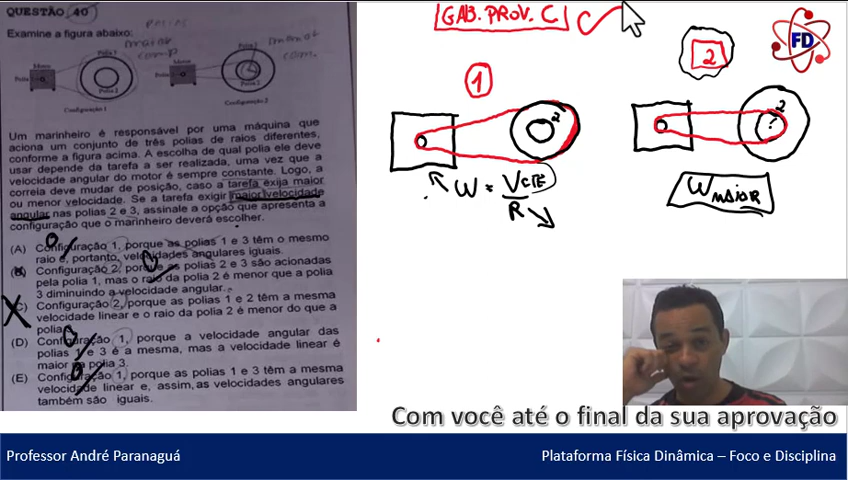 QUESTÃO 40
Examine a figura abaixo:
Motor
Polia 3
Polia 2
Configuração 1
Motor
Configuração 2
Um marinheiro é responsável por uma máquina que
aciona um conjunto de três polias de raios diferentes,
conforme a figura acima. A escolha de qual polia ele deve
usar depende da tarefa a ser realizada, uma vez que a
velocidade angular do motor é sempre constante. Logo, a
correia deve mudar de posição, caso a tarefa exija maior
ou menor velocidade. Se a tarefa exigir maior velocidade
angular nas polias 2 e 3, assinale a opção que apresenta a
configuração que o marinheiro deverá escolher.
(A) Configuração 1, porque as polias 1 e 3 têm o mesmo
raio e, portanto, velocidades angulares iguais.
Configuração 2, porque as polias 2 e 3 são acionadas
pela polia 1, mas o raio da polia 2 é menor que a polia
3 diminuindo a velocidade angular.
Configuração 2, porque as polias 1 e 2 têm a mesma
velocidade linear e o raio da polia 2 é menor do que a
polia
(D) Configuração 1, porque a velocidade angular das
polias 1 e 3 é a mesma, mas a velocidade linear é
maior na polia 3.
(E) Configuração 1, porque as polias 1 e 3 têm a mesma
velocidade linear e, assim, as velocidades angulares
também são iguais.
GAB. PROV. C
1
2
2
2
?
FD
W = VCTE
R
WMAIOR
Com você até o final da sua aprovação
Professor André Paranaguá
Plataforma Física Dinâmica – Foco e Disciplina